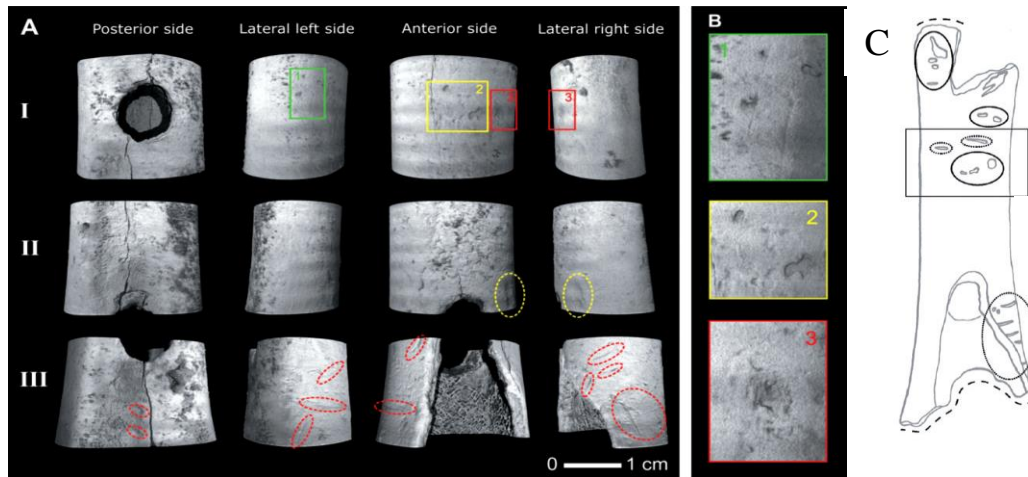 A
Posterior side
Lateral left side
Anterior side
Lateral right side
B
C
I
1
2
3
3
1
II
2
III
3
0
1 cm